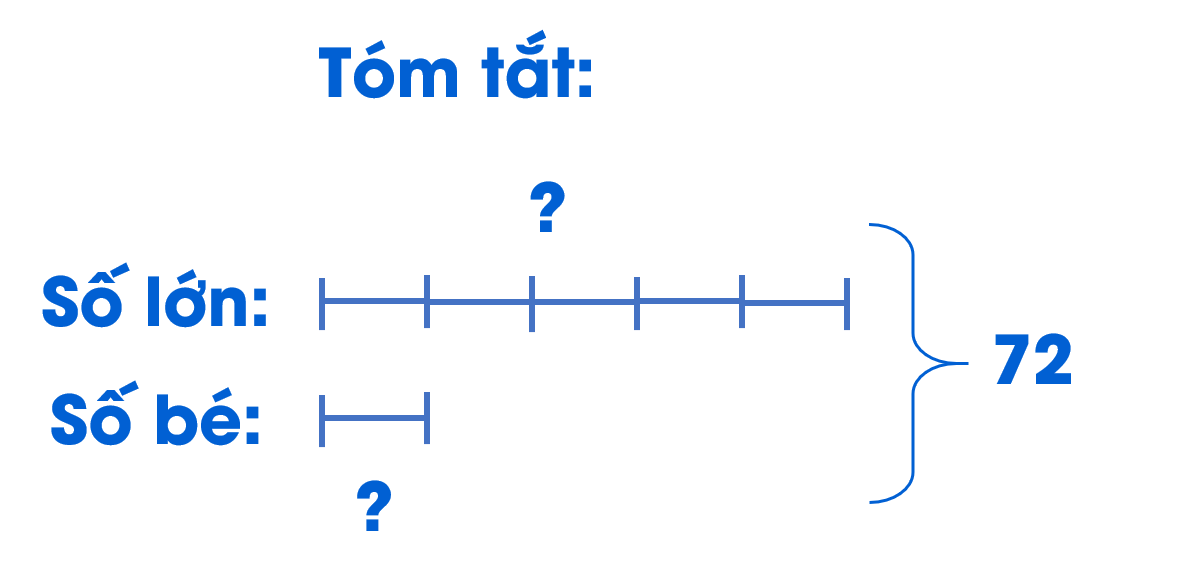 Tóm tắt:
?
Số lớn:
72
Số bé:
?